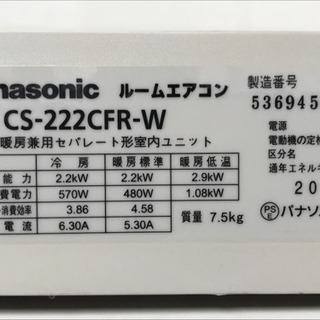 nasonic ルームエアコン
CS-222CFR-W
暖房兼用セパレート形室内ユニット
冷房 暖房標準 暖房低温
能力 2.2kW 2.2kW 2.9kW
費電力 570W 480W 1.08kW
消費効率 3.86 4.58
電流 6.30A 5.30A
質量 7.5kg
製造番号
536945
電源
電動機の定格
区分名
通年エネルギ
20
PSE パナソ